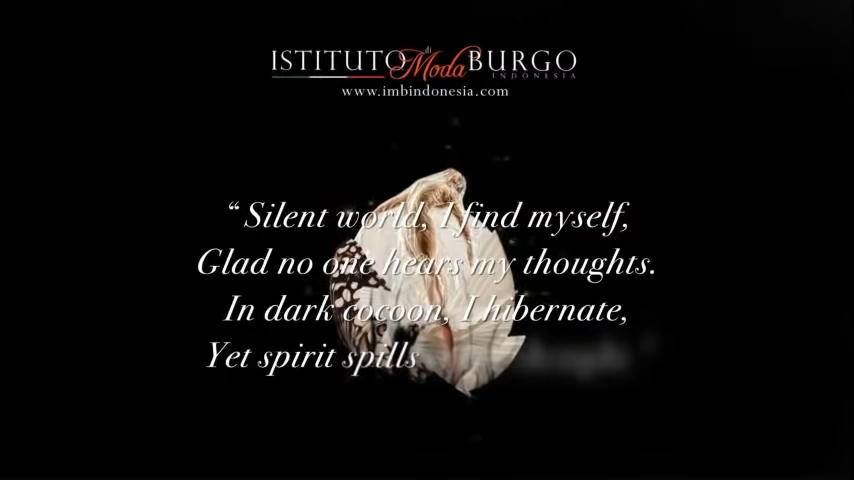 ISTITUTO di Moda BURGO
INDONESIA
www.imbindonesia.com
“ Silent world, I find myself,
Glad no one hears my thoughts.
In dark cocoon, I hibernate,
Yet spirit spills